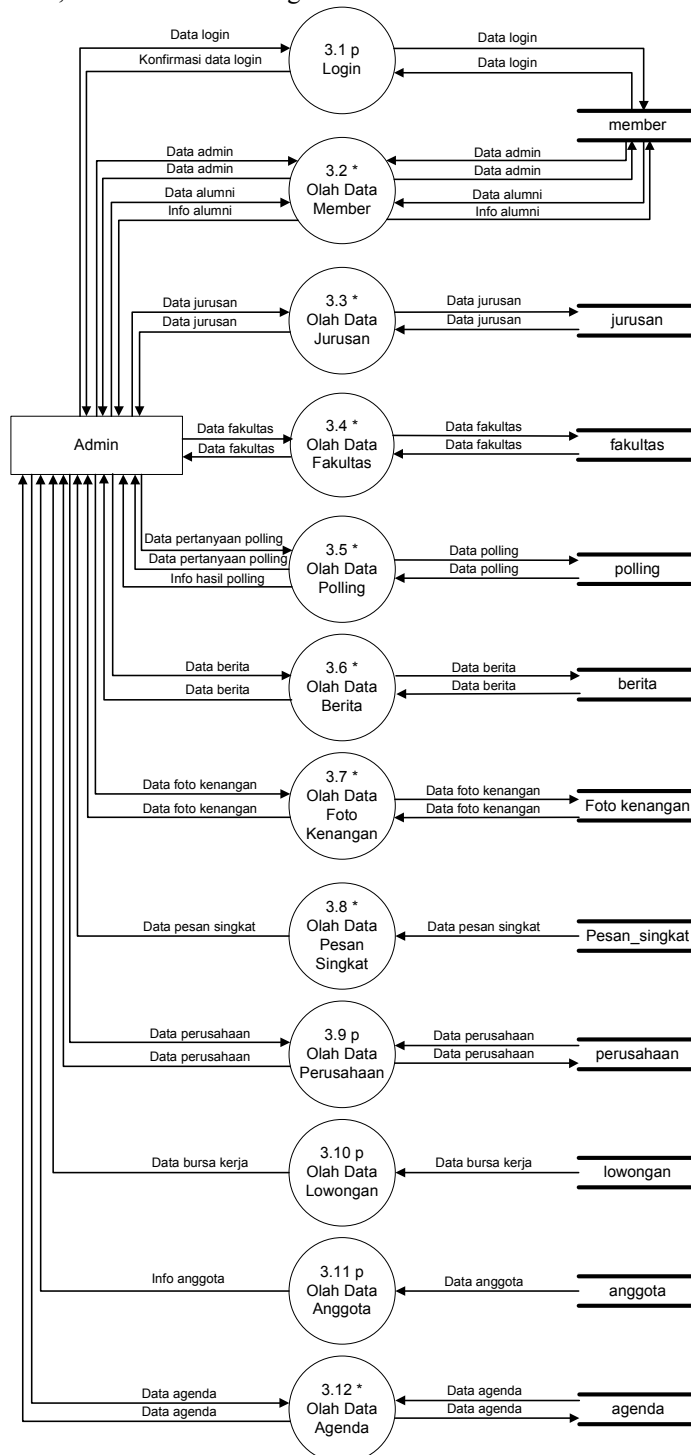 Data login
Konfirmasi data login
3.1 p
Login
Data login
Data login
member
Data admin
Data admin
Data alumni
Info alumni
3.2 *
Olah Data
Member
Data admin
Data admin
Data alumni
Info alumni
Data jurusan
Data jurusan
3.3 *
Olah Data
Jurusan
Data jurusan
Data jurusan
jurusan
Admin
Data fakultas
Data fakultas
3.4 *
Olah Data
Fakultas
Data fakultas
Data fakultas
fakultas
Data pertanyaan polling
Data pertanyaan polling
Info hasil polling
3.5 *
Olah Data
Polling
Data polling
Data polling
polling
Data berita
Data berita
3.6 *
Olah Data
Berita
Data berita
Data berita
berita
Data foto kenangan
Data foto kenangan
3.7 *
Olah Data
Foto
Kenangan
Data foto kenangan
Data foto kenangan
Foto kenangan
Data pesan singkat
3.8 *
Olah Data
Pesan
Singkat
Data pesan singkat
Pesan_singkat
Data perusahaan
Data perusahaan
3.9 p
Olah Data
Perusahaan
Data perusahaan
Data perusahaan
perusahaan
Data bursa kerja
3.10 p
Olah Data
Lowongan
Data bursa kerja
lowongan
Info anggota
3.11 p
Olah Data
Anggota
Data anggota
anggota
Data agenda
Data agenda
3.12 *
Olah Data
Agenda
Data agenda
Data agenda
agenda